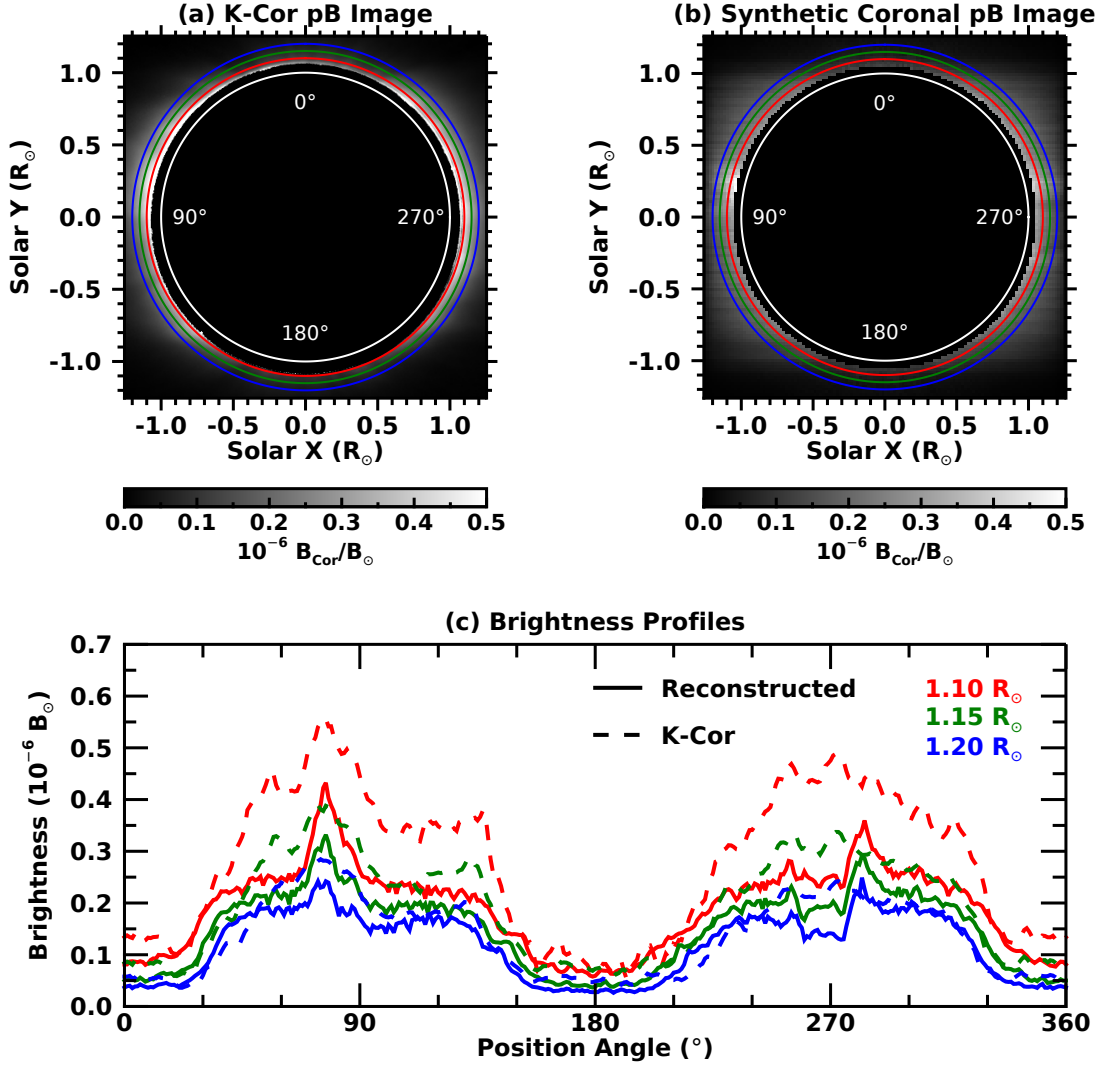 (a) K-Cor pB Image
(b) Synthetic Coronal pB Image
Solar Y (R☉)
1.0
0.5
0.0
-0.5
-1.0
0°
90°
270°
180°
-1.0 -0.5 0.0 0.5 1.0
Solar X (R☉)
0.0 0.1 0.2 0.3 0.4 0.5
10⁻⁶ B_Cor/B☉
Solar Y (R☉)
1.0
0.5
0.0
-0.5
-1.0
0°
90°
270°
180°
-1.0 -0.5 0.0 0.5 1.0
Solar X (R☉)
0.0 0.1 0.2 0.3 0.4 0.5
10⁻⁶ B_Cor/B☉
(c) Brightness Profiles
Brightness (10⁻⁶ B☉)
0.7
0.6
0.5
0.4
0.3
0.2
0.1
0.0
Reconstructed
K-Cor
1.10 R☉
1.15 R☉
1.20 R☉
0 90 180 270 360
Position Angle (°)